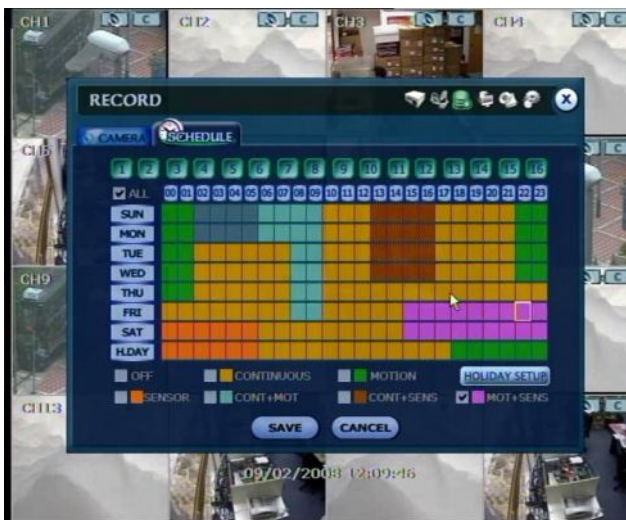 CH1 C CH2 C CH3 C CH4 C
RECORD X
CAMERA SCHEDULE
1 2 3 4 5 6 7 8 9 10 11 12 13 14 15 16
ALL 00 01 02 03 04 05 06 07 08 09 10 11 12 13 14 15 16 17 18 19 20 21 22 23
SUN
MON
TUE
WED
CH9 C
THU
FRI
SAT
H.DAY
OFF CONTINUOUS MOTION HOLIDAY SETUP
SENSOR CONT+MOT CONT+SENS MOT+SENS
CH13 C
SAVE CANCEL
09/02/2008 12:09:46